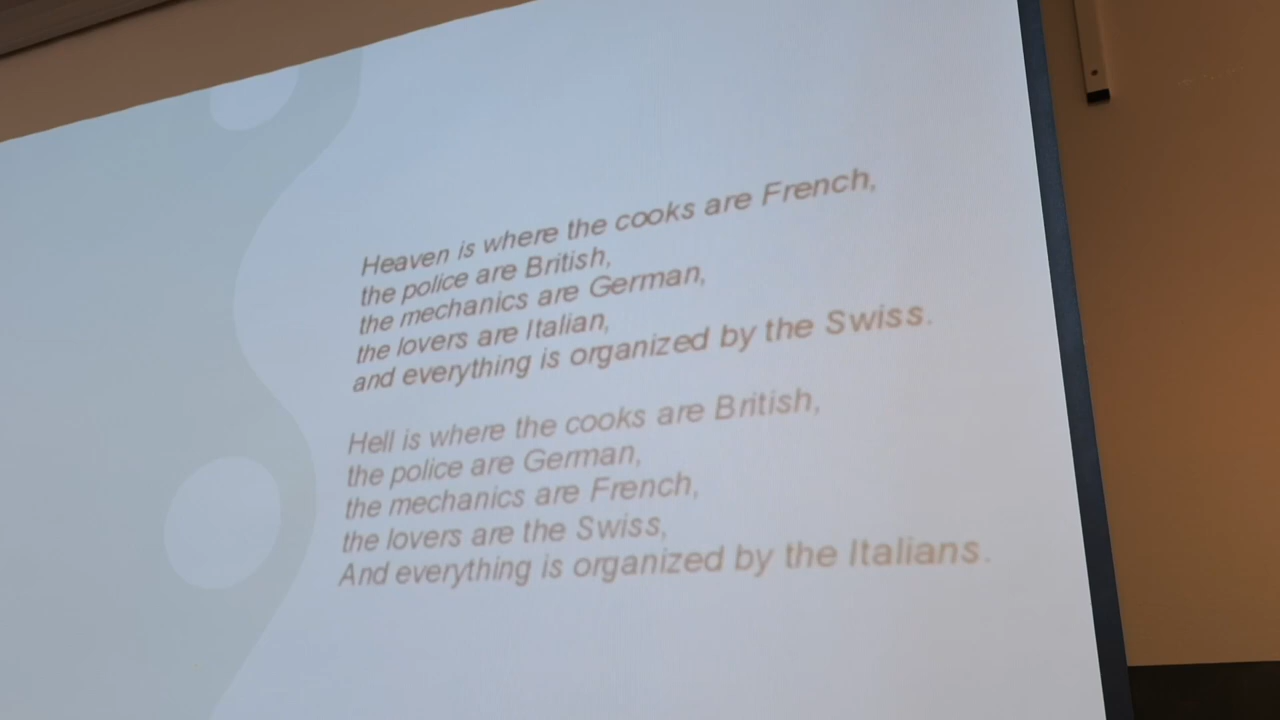 Heaven is where the cooks are French,
the police are British,
the mechanics are German,
the lovers are Italian,
and everything is organized by the Swiss.
Hell is where the cooks are British,
the police are German,
the mechanics are French,
the lovers are the Swiss,
And everything is organized by the Italians.